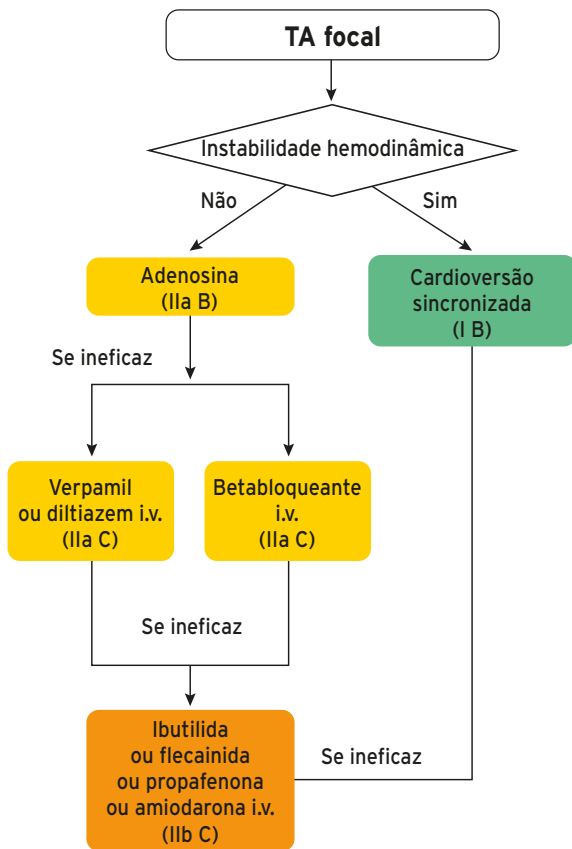 TA focal
Instabilidade hemodinâmica
Não
Sim
Adenosina
(IIa B)
Cardioversão
sincronizada
(I B)
Se ineficaz
Verpamil
ou diltiazem i.v.
(IIa C)
Betabloqueante
i.v.
(IIa C)
Se ineficaz
Ibutilida
ou flecainida
ou propafenona
ou amiodarona i.v.
(IIb C)
Se ineficaz